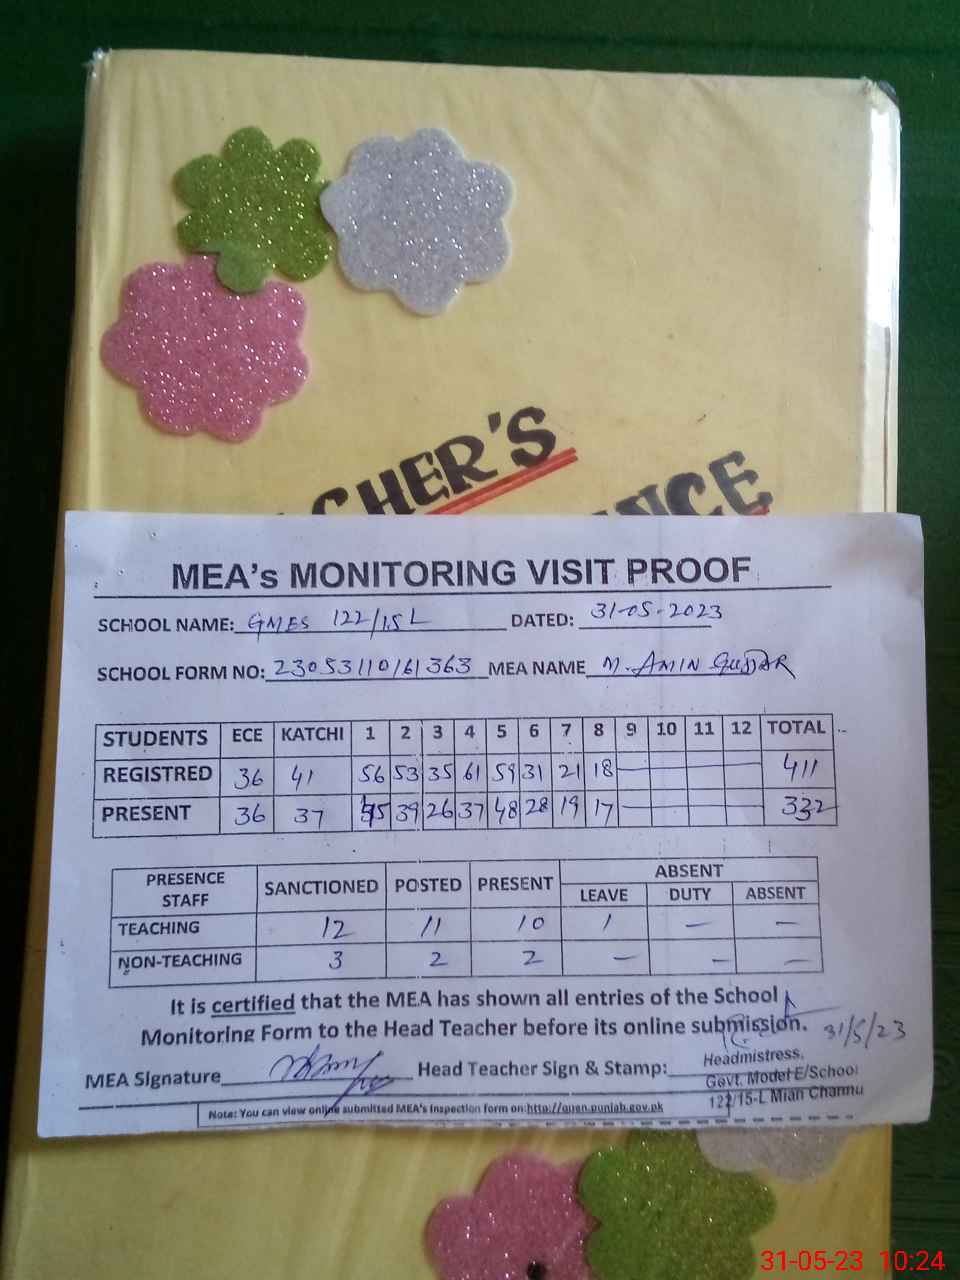 CHER'S
NCE
MEA's MONITORING VISIT PROOF
SCHOOL NAME: GMES 122/15L DATED: 31-05-2023
SCHOOL FORM NO: 23053110161363 MEA NAME M. AMIN GUJJAR
STUDENTS ECE KATCHI 1 2 3 4 5 6 7 8 9 10 11 12 TOTAL
REGISTRED 36 41 56 53 35 61 59 31 21 18 — — — — 411
PRESENT 36 37 45 39 26 37 48 28 19 17 — — — — 332
PRESENCE STAFF SANCTIONED POSTED PRESENT ABSENT
LEAVE DUTY ABSENT
TEACHING 12 11 10 1 — —
NON-TEACHING 3 2 2 — — —
It is certified that the MEA has shown all entries of the School
Monitoring Form to the Head Teacher before its online submission. 31/5/23
MEA Signature Head Teacher Sign & Stamp:
Headmistress,
Govt. Model E/School
122/15-L Mian Channu
Note: You can view online submitted MEA's Inspection form on:http://quen.punjab.gov.pk
31-05-23 10:24